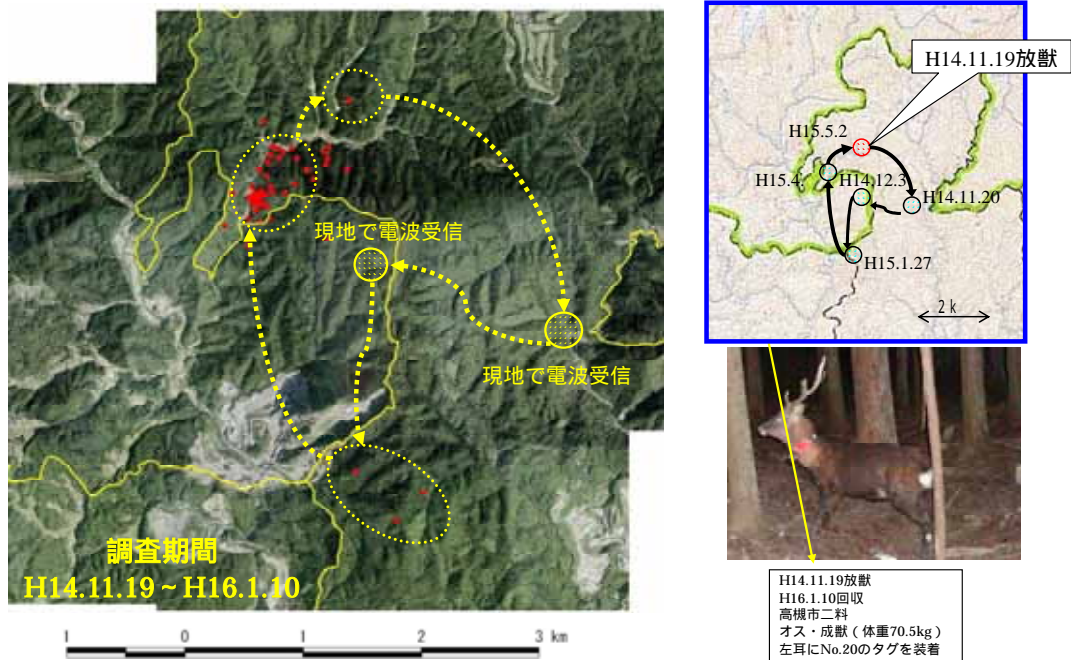 現地で電波受信
現地で電波受信
調査期間
H14.11.19~H16.1.10
1 0 1 2 3 km
H14.11.19放獣
H15.5.2
H15.4.
H14.12.3
H14.11.20
H15.1.27
2 k
H14.11.19放獣
H16.1.10回収
高槻市二料
オス・成獣(体重70.5kg)
左耳にNo.20のタグを装着